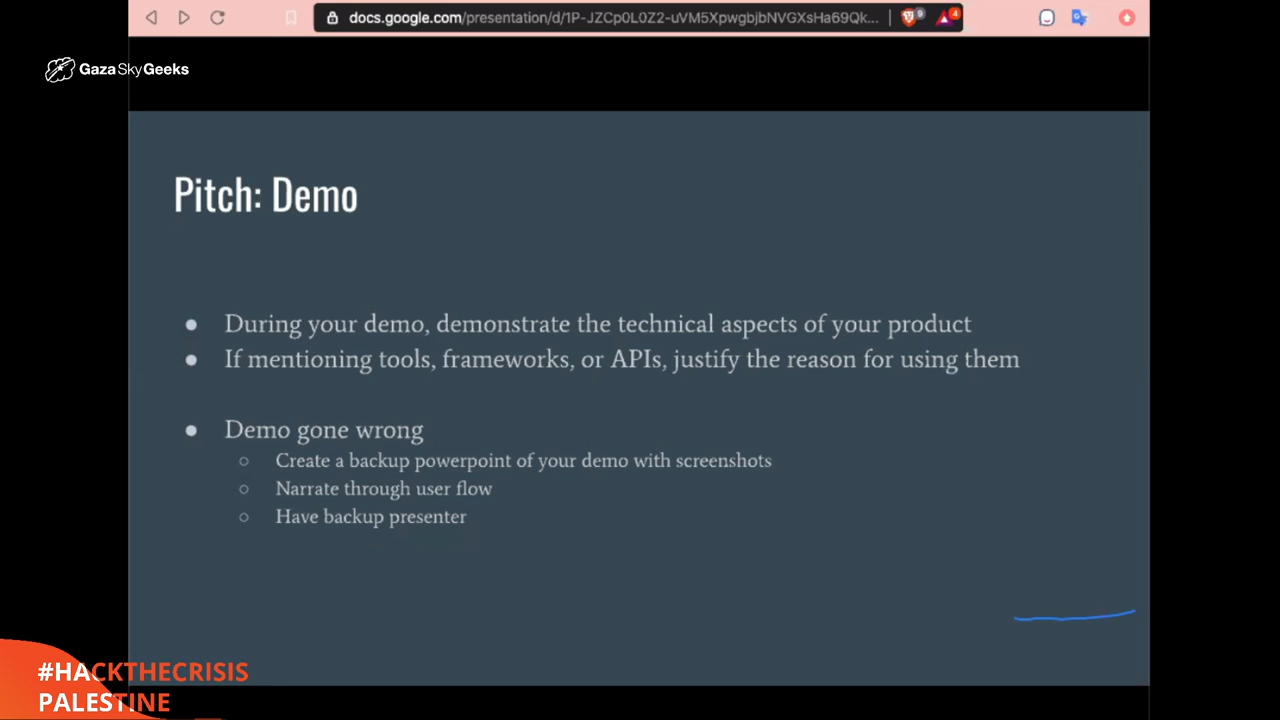 docs.google.com/presentation/d/1P-JZCp0L0Z2-uVM5XpwgbjbNVGXsHa69Qk...
9
4
GazaSkyGeeks
Pitch: Demo
● During your demo, demonstrate the technical aspects of your product
● If mentioning tools, frameworks, or APIs, justify the reason for using them
● Demo gone wrong
○ Create a backup powerpoint of your demo with screenshots
○ Narrate through user flow
○ Have backup presenter
#HACKTHECRISIS
PALESTINE